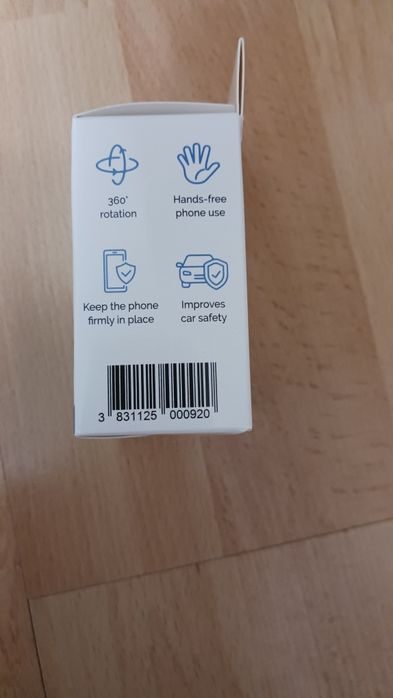 360°
rotation
Hands-free
phone use
Keep the phone
firmly in place
Improves
car safety
3 831125 000920